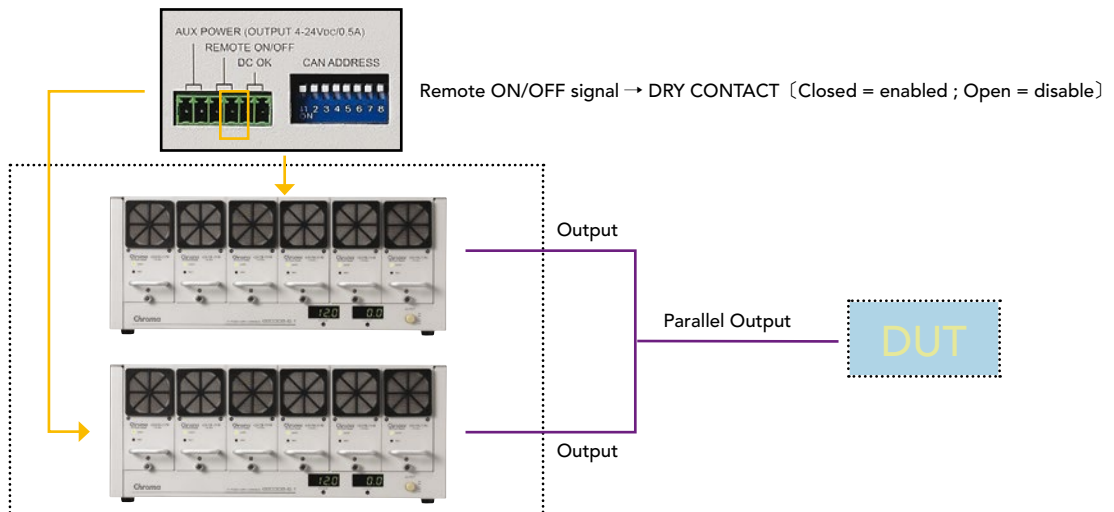 AUX POWER (OUTPUT 4-24VDC/0.5A)
REMOTE ON/OFF
DC OK
CAN ADDRESS
1 2 3 4 5 6 7 8
ON
Remote ON/OFF signal → DRY CONTACT〔Closed = enabled ; Open = disable〕
Output
Chroma
12.0 0.0
Parallel Output
DUT
Output
Chroma
12.0 0.0